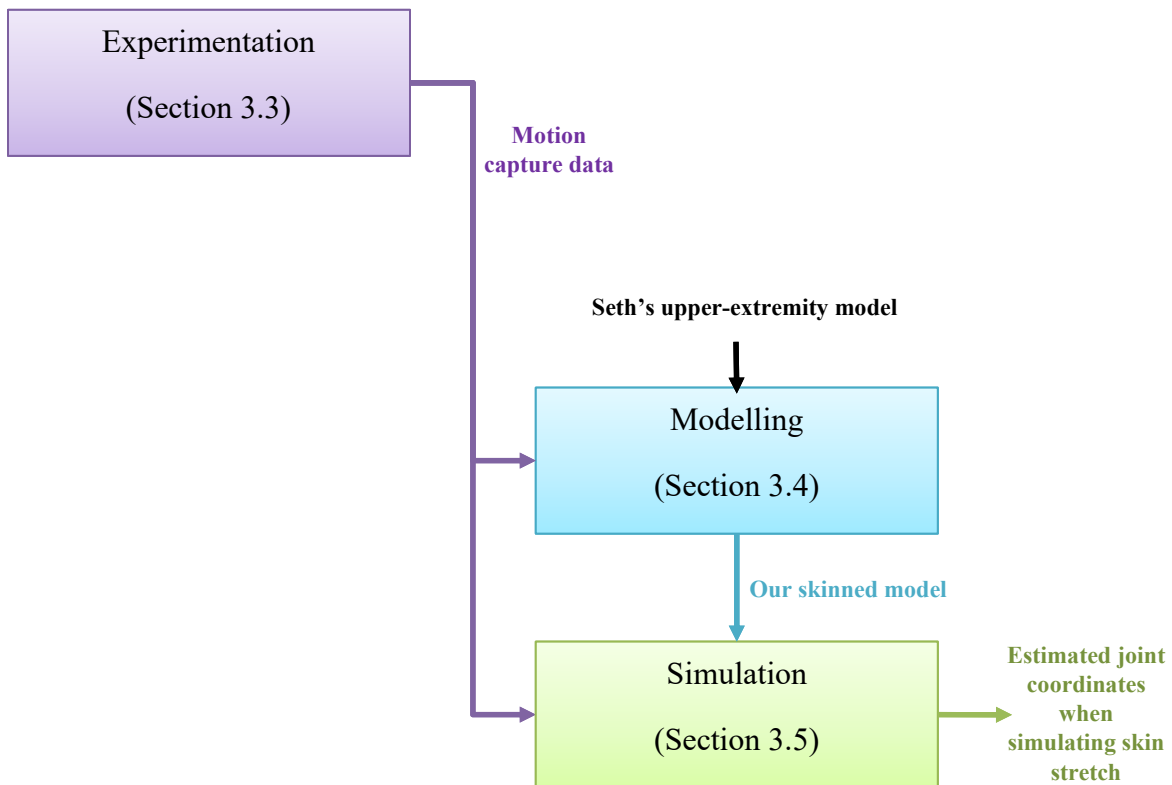 Experimentation
(Section 3.3)
Motion
capture data
Seth’s upper-extremity model
Modelling
(Section 3.4)
Our skinned model
Simulation
(Section 3.5)
Estimated joint
coordinates
when
simulating skin
stretch